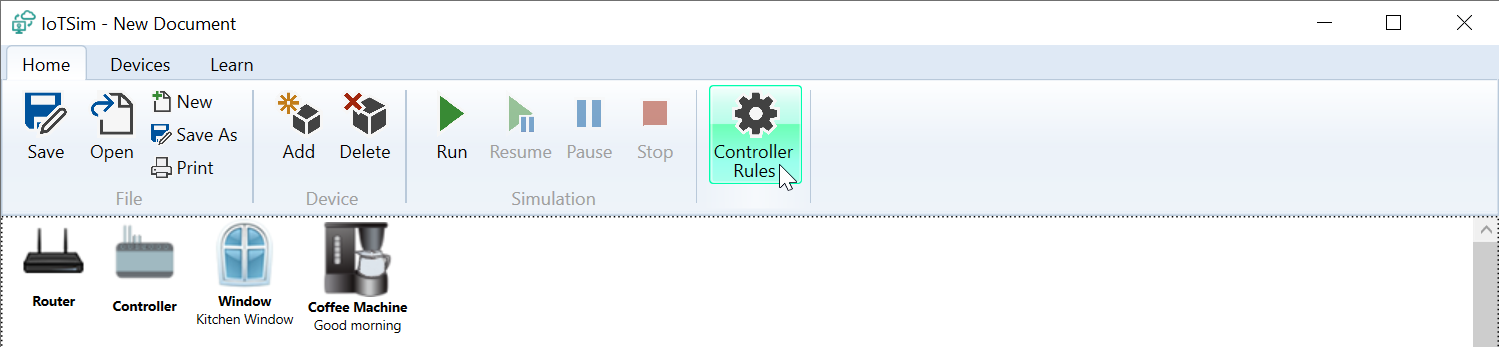 IoTSim - New Document
Home Devices Learn
Save Open New
Save As
Print
File
Add Delete
Device
Run Resume Pause Stop
Simulation
Controller
Rules
Router
Controller
Window
Kitchen Window
Coffee Machine
Good morning